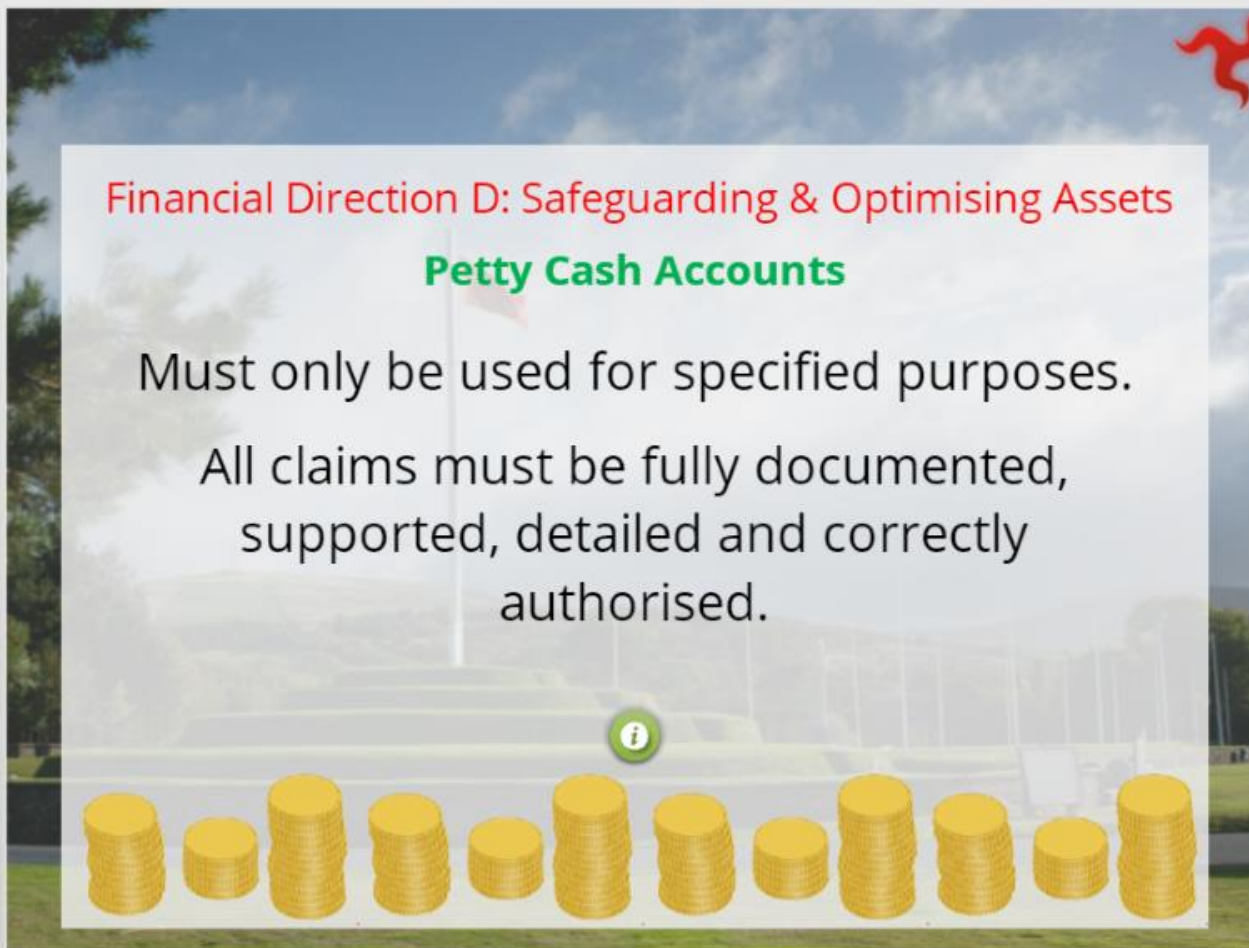 Financial Direction D: Safeguarding & Optimising Assets
Petty Cash Accounts
Must only be used for specified purposes.
All claims must be fully documented,
supported, detailed and correctly
authorised.
i